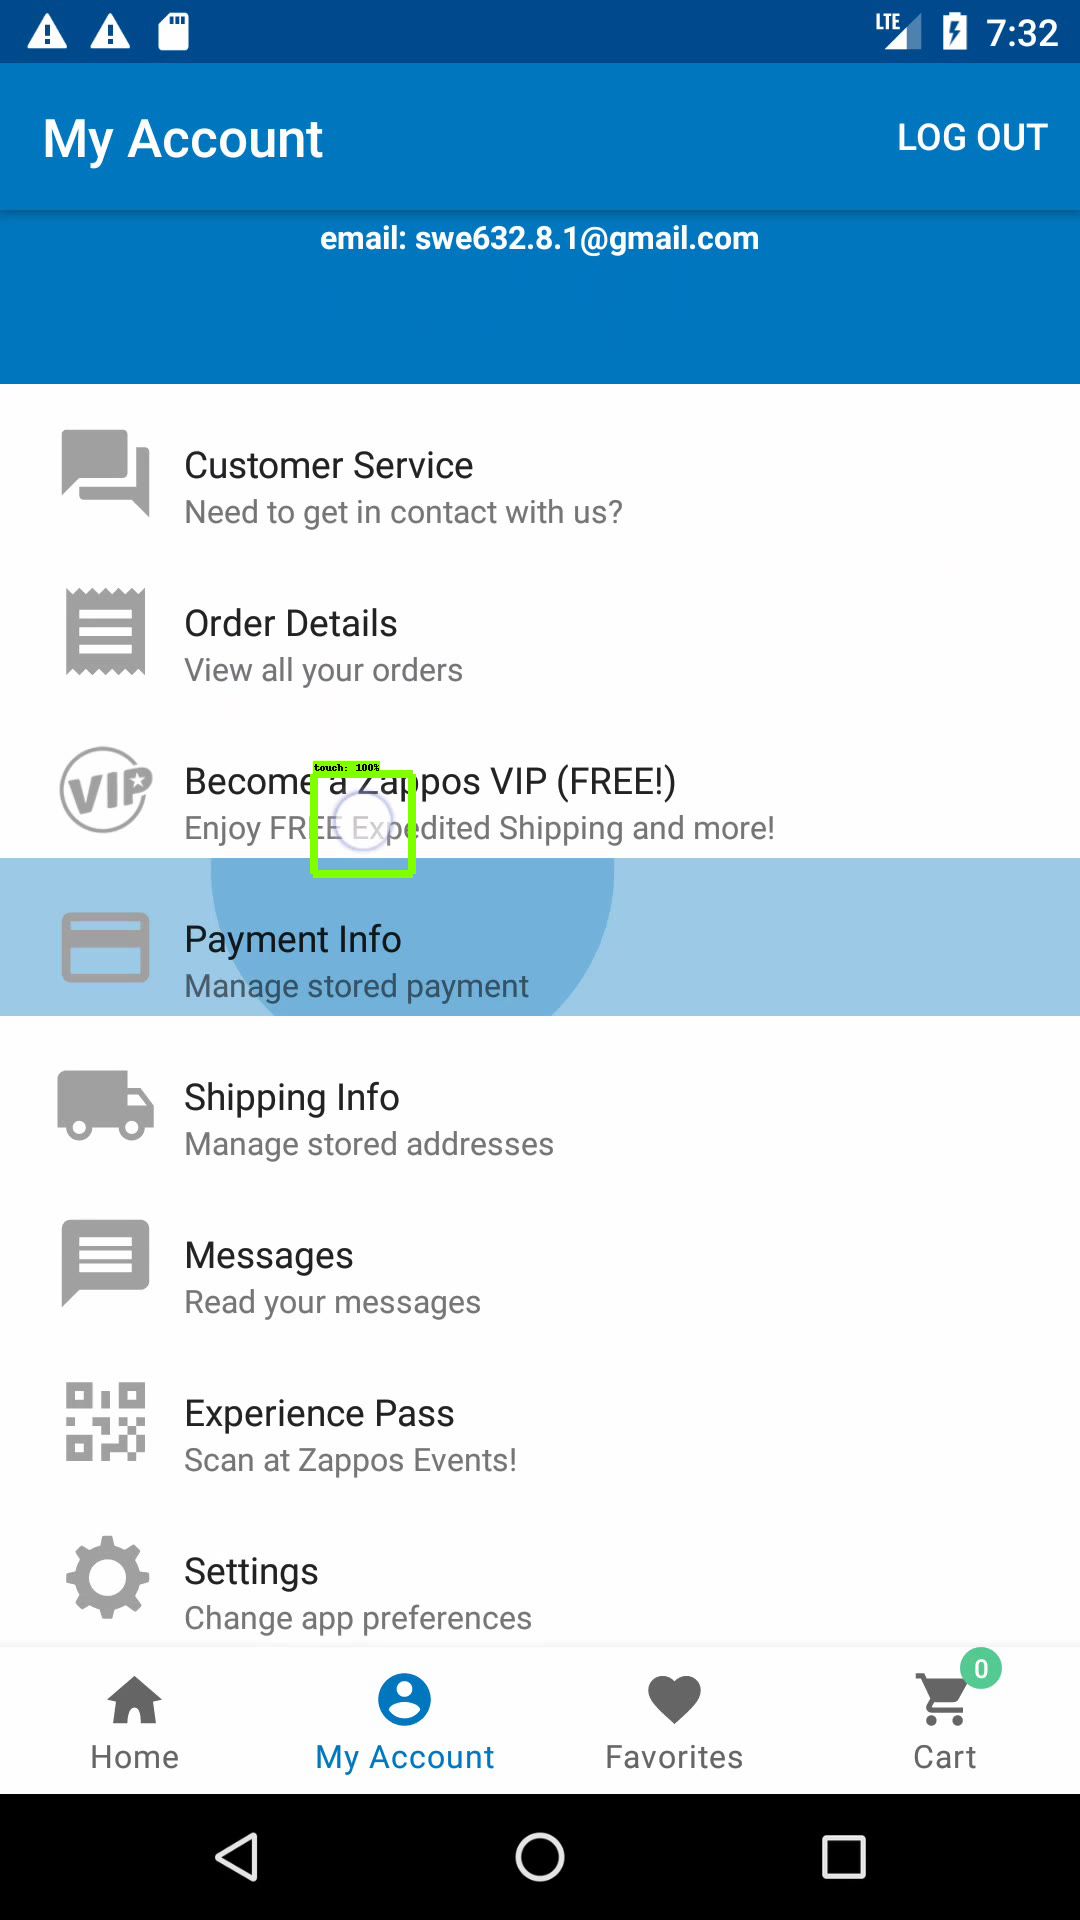 LTE 7:32
My Account LOG OUT
email: swe632.8.1@gmail.com
Customer Service
Need to get in contact with us?
Order Details
View all your orders
touch: 100%
VIP Become a Zappos VIP (FREE!)
Enjoy FREE Expedited Shipping and more!
Payment Info
Manage stored payment
Shipping Info
Manage stored addresses
Messages
Read your messages
Experience Pass
Scan at Zappos Events!
Settings
Change app preferences
0
Home My Account Favorites Cart